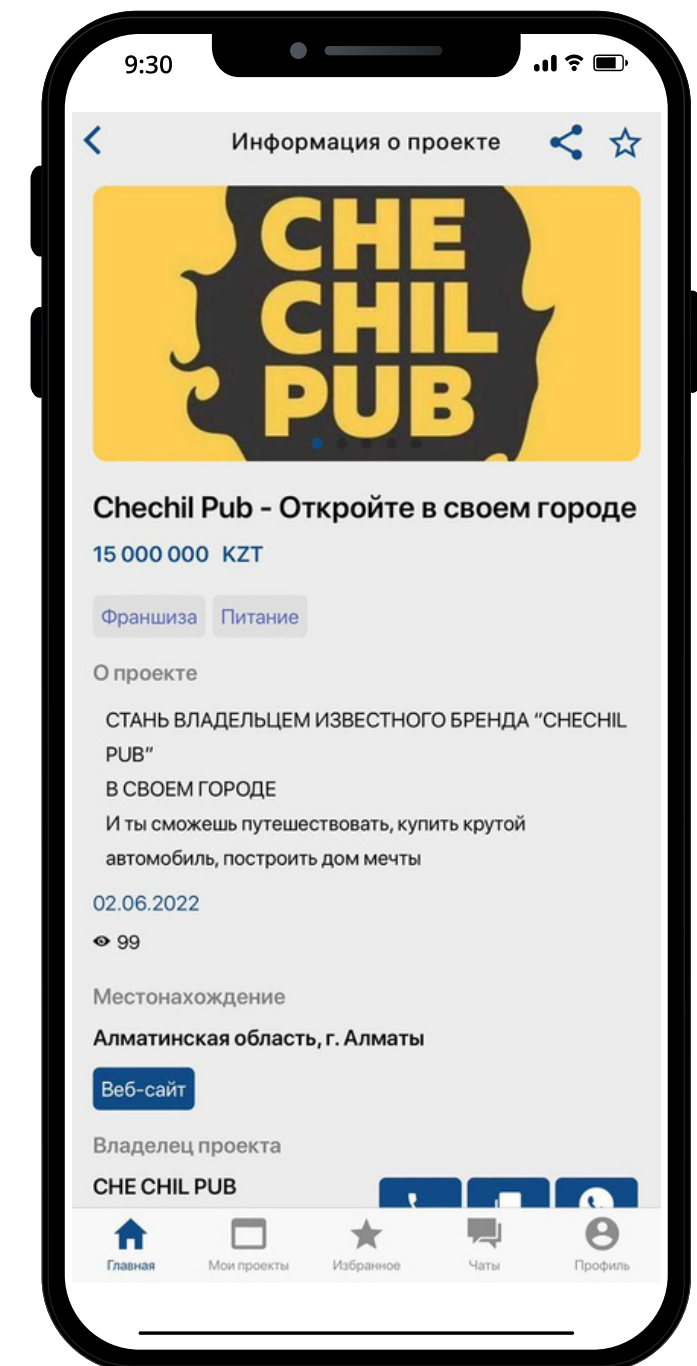 9:30
Информация о проекте
CHE
CHIL
PUB
Chechil Pub - Откройте в своем городе
15 000 000 KZT
Франшиза Питание
О проекте
СТАНЬ ВЛАДЕЛЬЦЕМ ИЗВЕСТНОГО БРЕНДА “CHECHIL
PUB”
В СВОЕМ ГОРОДЕ
И ты сможешь путешествовать, купить крутой
автомобиль, построить дом мечты
02.06.2022
99
Местонахождение
Алматинская область, г. Алматы
Веб-сайт
Владелец проекта
CHE CHIL PUB
Главная Мои проекты Избранное Чаты Профиль